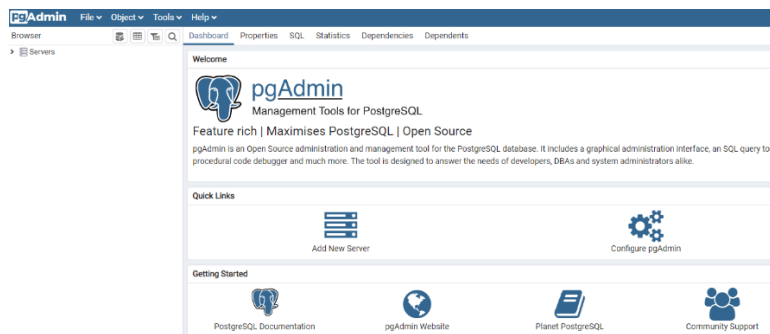 pgAdmin File Object Tools Help
Browser Dashboard Properties SQL Statistics Dependencies Dependents
Servers
Welcome
pgAdmin
Management Tools for PostgreSQL
Feature rich | Maximises PostgreSQL | Open Source
pgAdmin is an Open Source administration and management tool for the PostgreSQL database. It includes a graphical administration interface, an SQL query to
procedural code debugger and much more. The tool is designed to answer the needs of developers, DBAs and system administrators alike.
Quick Links
Add New Server Configure pgAdmin
Getting Started
PostgreSQL Documentation pgAdmin Website Planet PostgreSQL Community Support